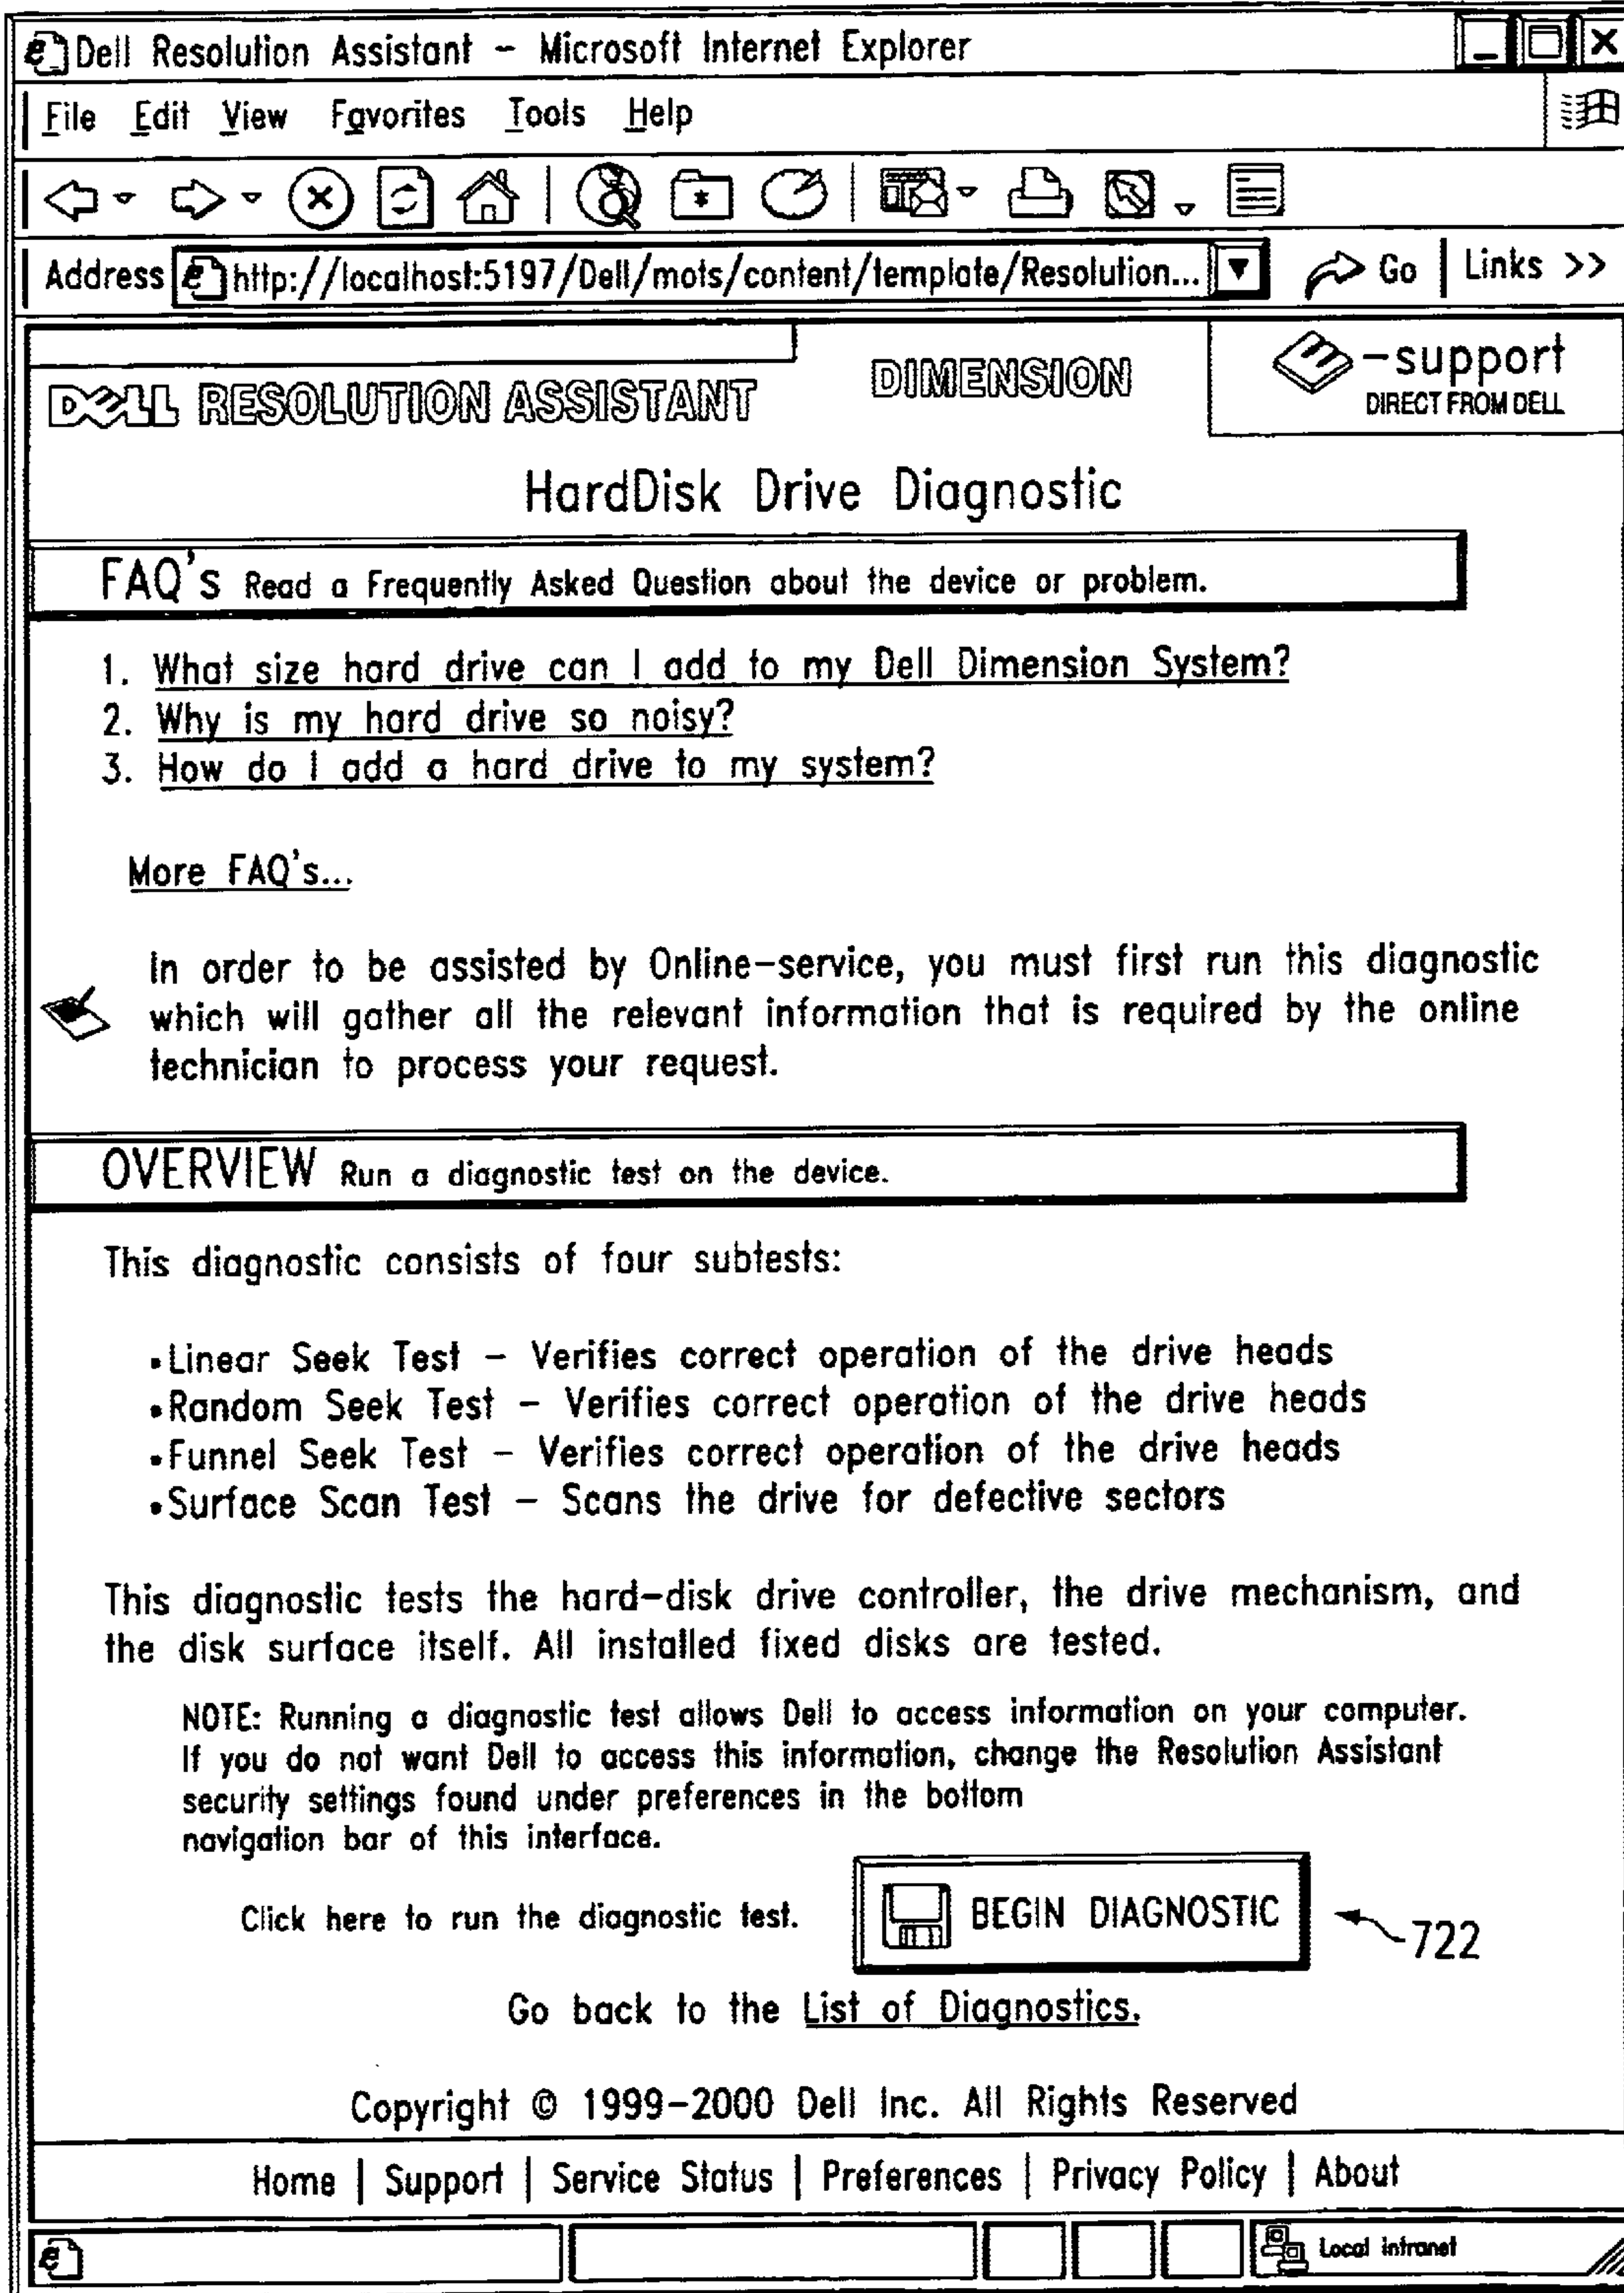 Dell Resolution Assistant - Microsoft Internet Explorer
File Edit View Favorites Tools Help
Address http://localhost:5197/Dell/mots/content/template/Resolution... Go Links >>
DELL RESOLUTION ASSISTANT
DIMENSION
e-support
DIRECT FROM DELL
HardDisk Drive Diagnostic
FAQ's Read a Frequently Asked Question about the device or problem.
1. What size hard drive can I add to my Dell Dimension System?
2. Why is my hard drive so noisy?
3. How do I add a hard drive to my system?
More FAQ's...
In order to be assisted by Online-service, you must first run this diagnostic
which will gather all the relevant information that is required by the online
technician to process your request.
OVERVIEW Run a diagnostic test on the device.
This diagnostic consists of four subtests:
•Linear Seek Test - Verifies correct operation of the drive heads
•Random Seek Test - Verifies correct operation of the drive heads
•Funnel Seek Test - Verifies correct operation of the drive heads
•Surface Scan Test - Scans the drive for defective sectors
This diagnostic tests the hard-disk drive controller, the drive mechanism, and
the disk surface itself. All installed fixed disks are tested.
NOTE: Running a diagnostic test allows Dell to access information on your computer.
If you do not want Dell to access this information, change the Resolution Assistant
security settings found under preferences in the bottom
navigation bar of this interface.
Click here to run the diagnostic test. BEGIN DIAGNOSTIC 722
Go back to the List of Diagnostics.
Copyright © 1999-2000 Dell Inc. All Rights Reserved
Home | Support | Service Status | Preferences | Privacy Policy | About
Local intranet